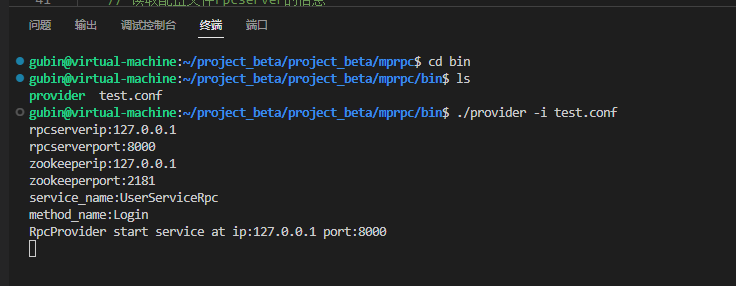 41 // 读取配置文件rpcserver的信息
问题 输出 调试控制台 终端 端口
gubin@virtual-machine:~/project_beta/project_beta/mprpc$ cd bin
gubin@virtual-machine:~/project_beta/project_beta/mprpc/bin$ ls
provider test.conf
gubin@virtual-machine:~/project_beta/project_beta/mprpc/bin$ ./provider -i test.conf
rpcserverip:127.0.0.1
rpcserverport:8000
zookeeperip:127.0.0.1
zookeeperport:2181
service_name:UserServiceRpc
method_name:Login
RpcProvider start service at ip:127.0.0.1 port:8000